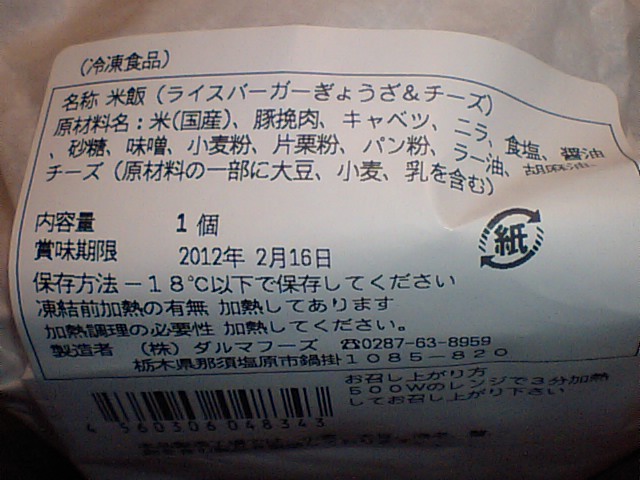 (冷凍食品)
名称 米飯 (ライスバーガーぎょうざ&チーズ)
原材料名:米(国産)、豚挽肉、キャベツ、ニラ、食塩、醤油
、砂糖、味噌、小麦粉、片栗粉、パン粉、ラー油、胡麻油、
チーズ (原材料の一部に大豆、小麦、乳を含む)
内容量 1個
賞味期限 2012年 2月16日
紙
保存方法 -18℃以下で保存してください
凍結前加熱の有無 加熱してあります
加熱調理の必要性 加熱してください。
製造者 (株) ダルマフーズ ☎0287-63-8959
栃木県那須塩原市鍋掛1085-820
お召し上がり方
500Wのレンジで3分加熱
してお召し上がり下さい
4 560306 048343